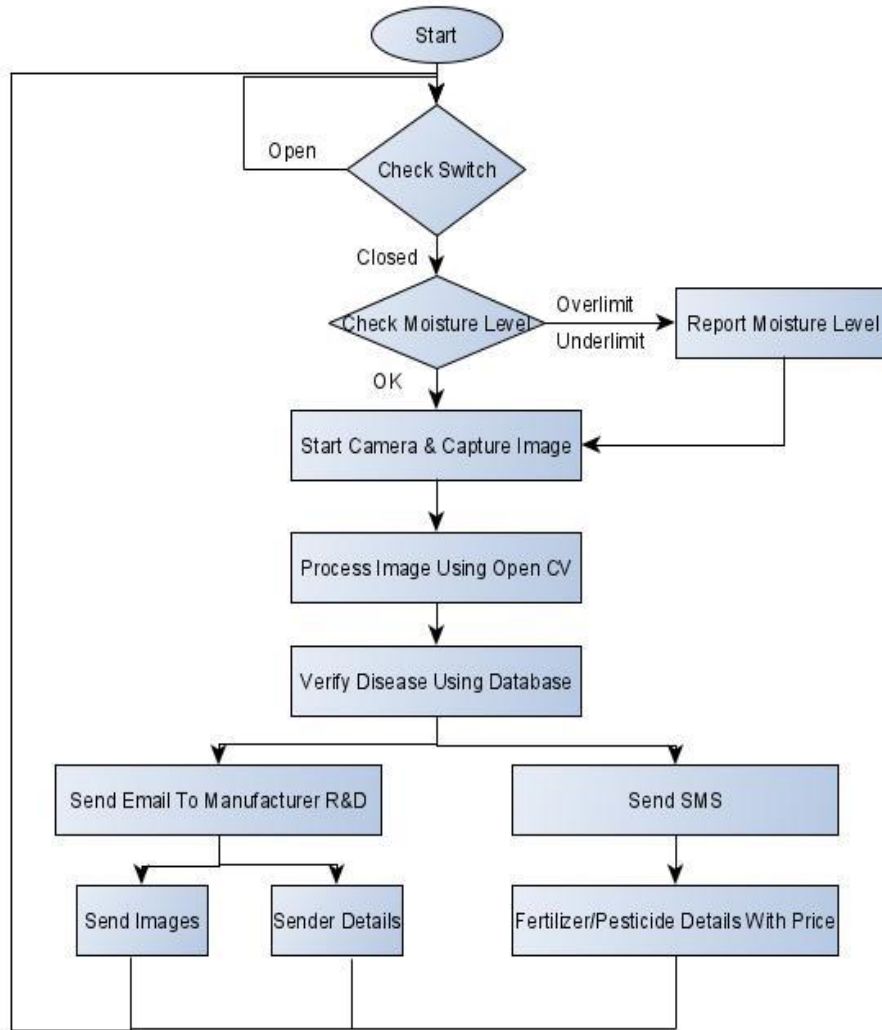 Start
Open
Check Switch
Closed
Check Moisture Level
Overlimit
Underlimit
Report Moisture Level
OK
Start Camera & Capture Image
Process Image Using Open CV
Verify Disease Using Database
Send Email To Manufacturer R&D
Send SMS
Send Images
Sender Details
Fertilizer/Pesticide Details With Price